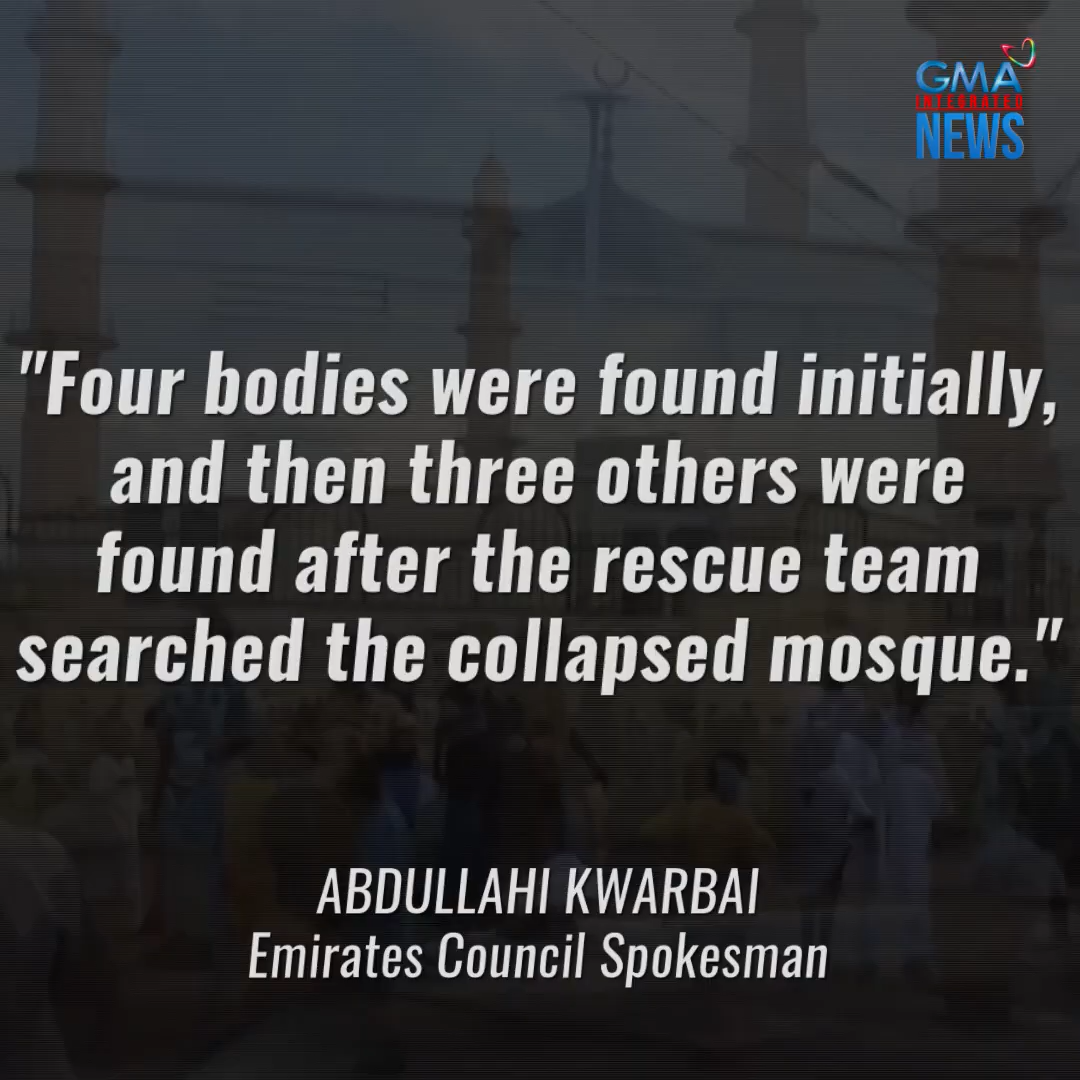 GMA
INTEGRATED
NEWS
"Four bodies were found initially,
and then three others were
found after the rescue team
searched the collapsed mosque."
ABDULLAHI KWARBAI
Emirates Council Spokesman